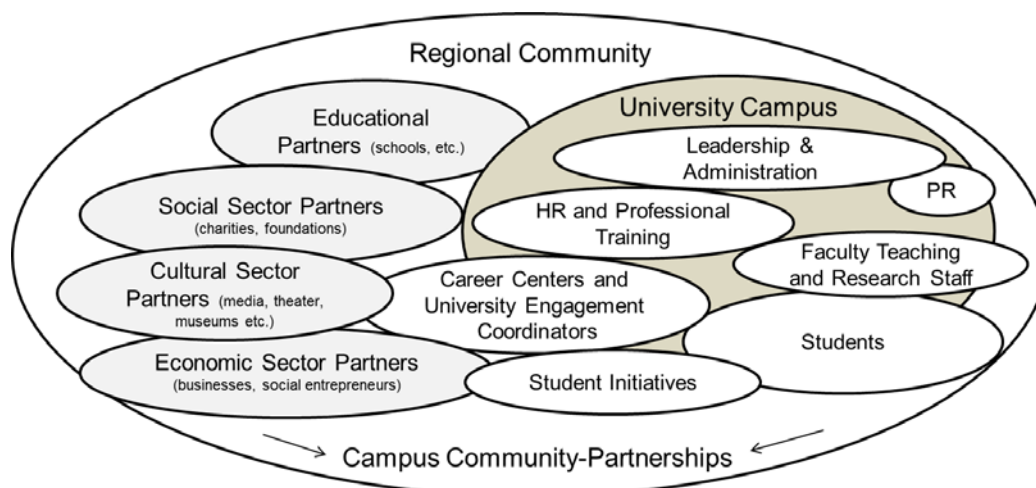 Regional Community
Educational
Partners (schools, etc.)
Social Sector Partners
(charities, foundations)
Cultural Sector
Partners (media, theater,
museums etc.)
Economic Sector Partners
(businesses, social entrepreneurs)
University Campus
Leadership &
Administration
PR
HR and Professional
Training
Faculty Teaching
and Research Staff
Career Centers and
University Engagement
Coordinators
Students
Student Initiatives
Campus Community-Partnerships